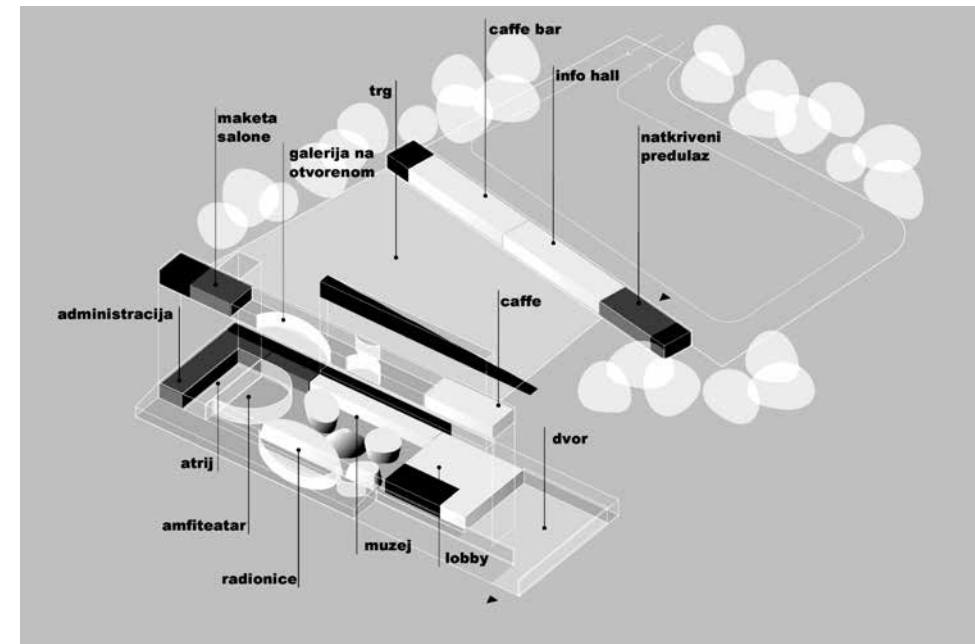 caffe bar
info hall
trg
maketa
salone
natkriveni
predulaz
galerija na
otvorenom
caffe
administracija
dvor
atrij
amfiteatar
muzej
lobby
radionice